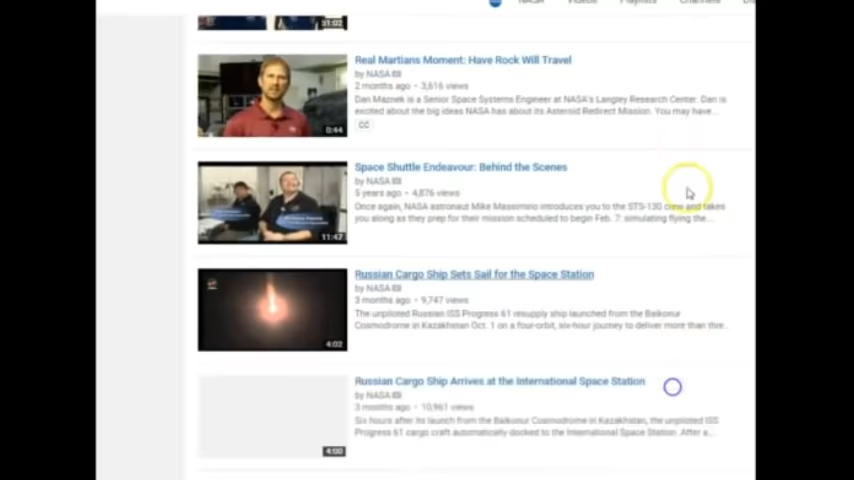 NASA Videos Playlists Channels
31:02
Real Martians Moment: Have Rock Will Travel
by NASA
2 months ago • 3,616 views
Dan Maznek is a Senior Space Systems Engineer at NASA's Langley Research Center. Dan is
excited about the big ideas NASA has about its Asteroid Redirect Mission. You may have...
0:44
CC
Space Shuttle Endeavour: Behind the Scenes
by NASA
5 years ago • 4,876 views
Once again, NASA astronaut Mike Massimino introduces you to the STS-130 crew and takes
you along as they prep for their mission scheduled to begin Feb. 7: simulating flying the...
11:47
Russian Cargo Ship Sets Sail for the Space Station
by NASA
3 months ago • 9,747 views
The unpiloted Russian ISS Progress 61 resupply ship launched from the Baikonur
Cosmodrome in Kazakhstan Oct. 1 on a four-orbit, six-hour journey to deliver more than three...
4:02
Russian Cargo Ship Arrives at the International Space Station
by NASA
3 months ago • 10,961 views
Six hours after its launch from the Baikonur Cosmodrome in Kazakhstan, the unpiloted ISS
Progress 61 cargo craft automatically docked to the International Space Station. After a...
4:00